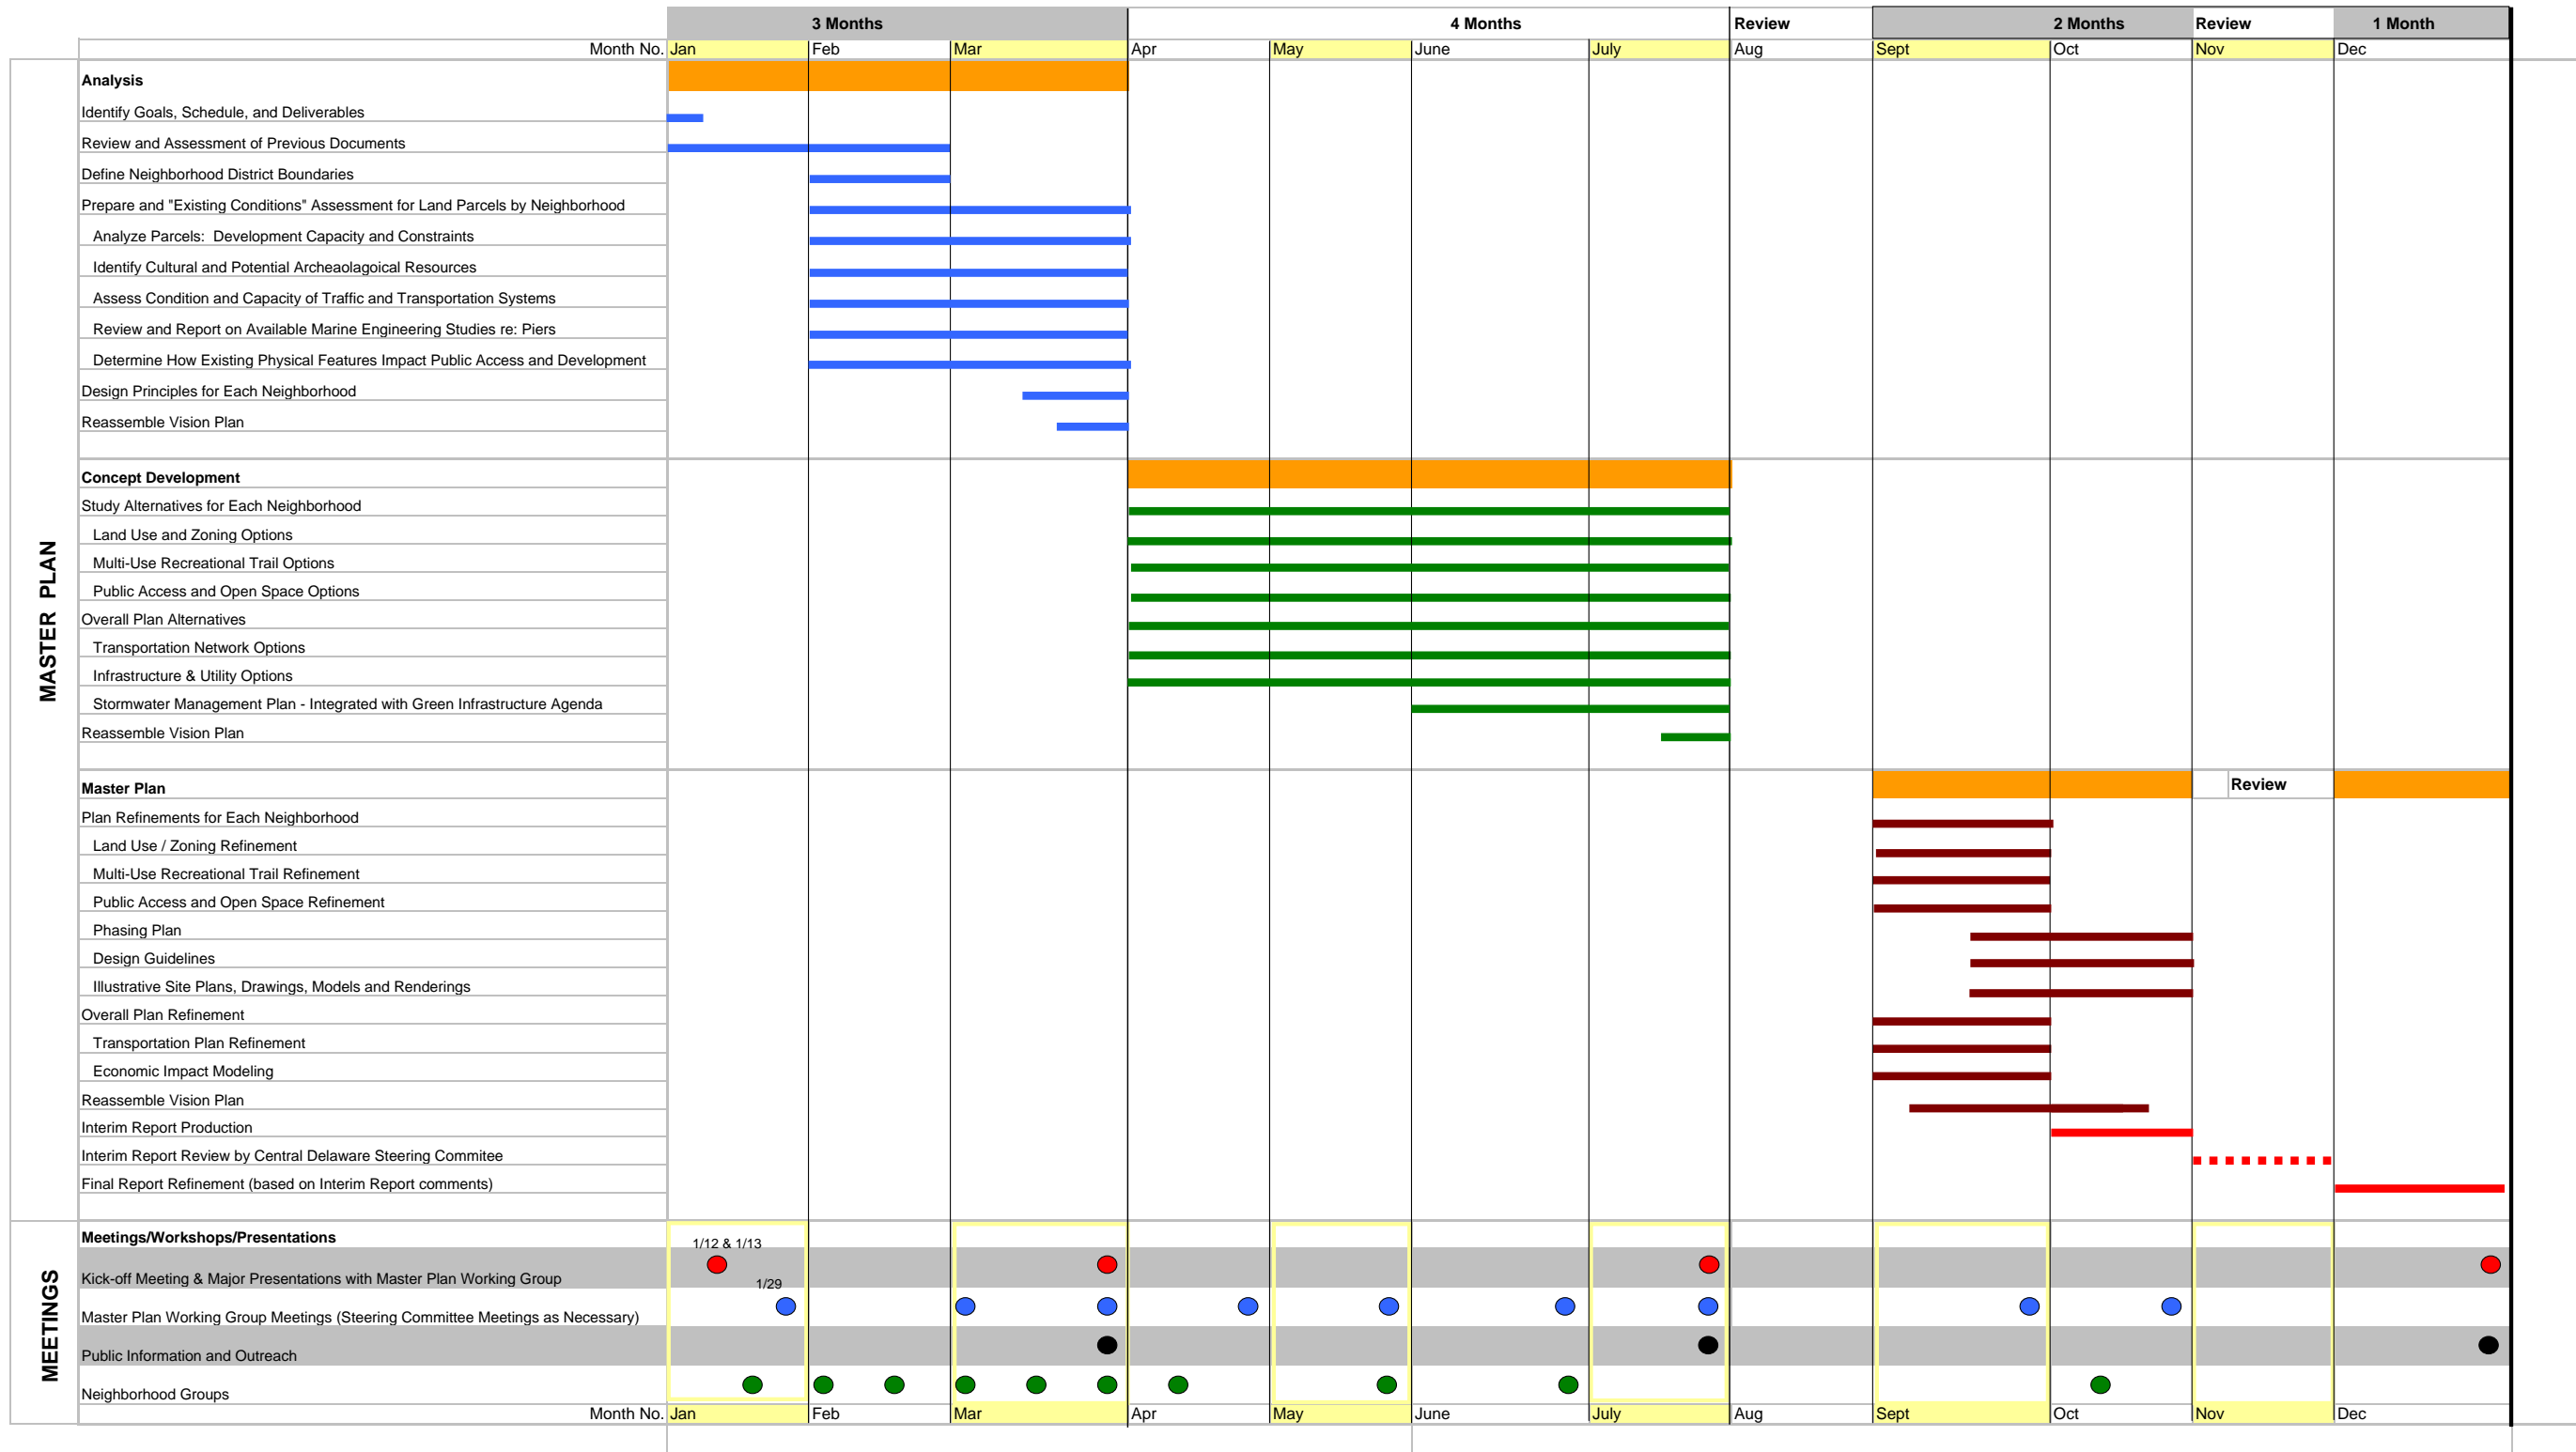 3 Months 4 Months Review 2 Months Review 1 Month
Month No. Jan Feb Mar Apr May June July Aug Sept Oct Nov Dec
MASTER PLAN
Analysis
Identify Goals, Schedule, and Deliverables
Review and Assessment of Previous Documents
Define Neighborhood District Boundaries
Prepare and "Existing Conditions" Assessment for Land Parcels by Neighborhood
Analyze Parcels: Development Capacity and Constraints
Identify Cultural and Potential Archeaolagoical Resources
Assess Condition and Capacity of Traffic and Transportation Systems
Review and Report on Available Marine Engineering Studies re: Piers
Determine How Existing Physical Features Impact Public Access and Development
Design Principles for Each Neighborhood
Reassemble Vision Plan
Concept Development
Study Alternatives for Each Neighborhood
Land Use and Zoning Options
Multi-Use Recreational Trail Options
Public Access and Open Space Options
Overall Plan Alternatives
Transportation Network Options
Infrastructure & Utility Options
Stormwater Management Plan - Integrated with Green Infrastructure Agenda
Reassemble Vision Plan
Master Plan Review
Plan Refinements for Each Neighborhood
Land Use / Zoning Refinement
Multi-Use Recreational Trail Refinement
Public Access and Open Space Refinement
Phasing Plan
Design Guidelines
Illustrative Site Plans, Drawings, Models and Renderings
Overall Plan Refinement
Transportation Plan Refinement
Economic Impact Modeling
Reassemble Vision Plan
Interim Report Production
Interim Report Review by Central Delaware Steering Commitee
Final Report Refinement (based on Interim Report comments)
MEETINGS
Meetings/Workshops/Presentations
1/12 & 1/13
Kick-off Meeting & Major Presentations with Master Plan Working Group
1/29
Master Plan Working Group Meetings (Steering Committee Meetings as Necessary)
Public Information and Outreach
Neighborhood Groups
Month No. Jan Feb Mar Apr May June July Aug Sept Oct Nov Dec